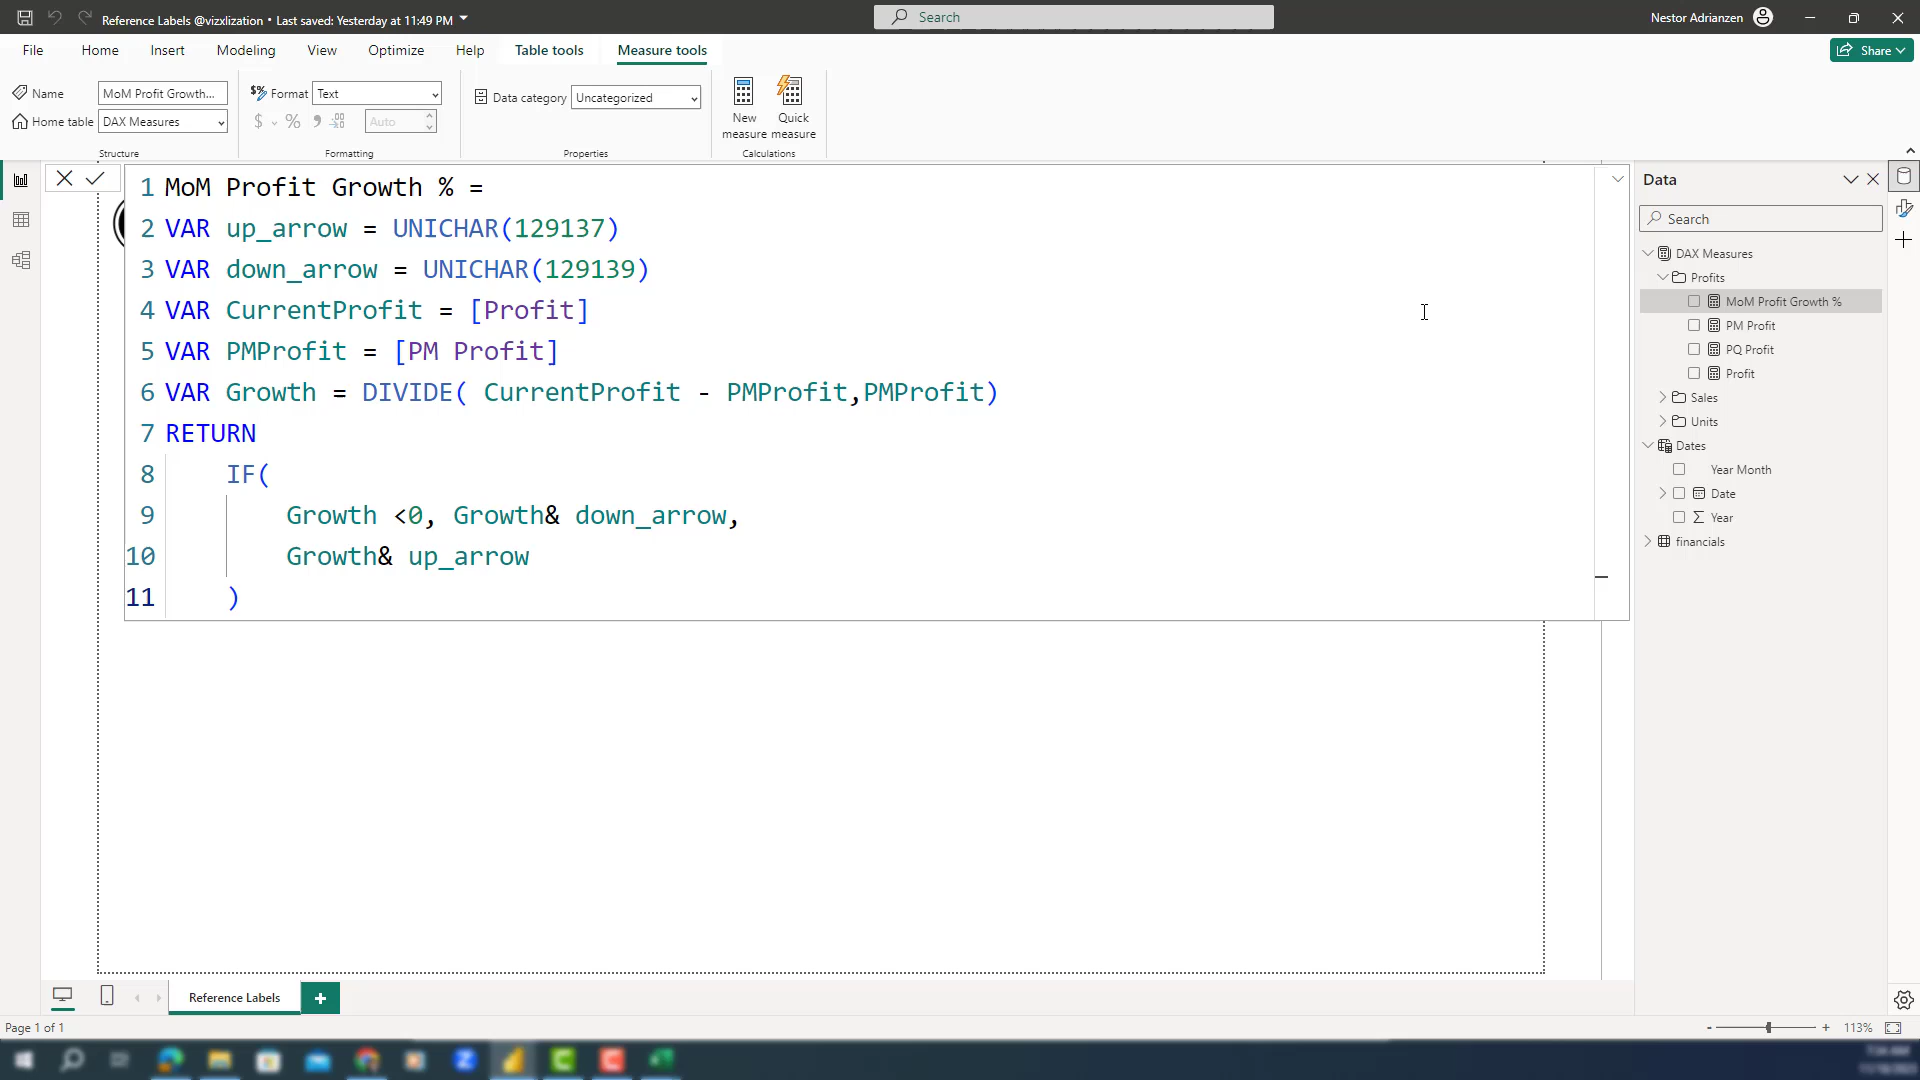 Reference Labels @vizxlization • Last saved: Yesterday at 11:49 PM
Search
Nestor Adrianzen
File
Home
Insert
Modeling
View
Optimize
Help
Table tools
Measure tools
Share
Name
MoM Profit Growth...
Home table
DAX Measures
Structure
$% Format
Text
$
%
Auto
Formatting
Data category
Uncategorized
Properties
New measure
Quick measure
Calculations
1 MoM Profit Growth % =
2 VAR up_arrow = UNICHAR(129137)
3 VAR down_arrow = UNICHAR(129139)
4 VAR CurrentProfit = [Profit]
5 VAR PMProfit = [PM Profit]
6 VAR Growth = DIVIDE( CurrentProfit - PMProfit,PMProfit)
7 RETURN
8 IF(
9 Growth <0, Growth& down_arrow,
10 Growth& up_arrow
11 )
Data
Search
DAX Measures
Profits
MoM Profit Growth %
PM Profit
PQ Profit
Profit
Sales
Units
Dates
Year Month
Date
Σ Year
financials
Reference Labels
Page 1 of 1
- + 113%